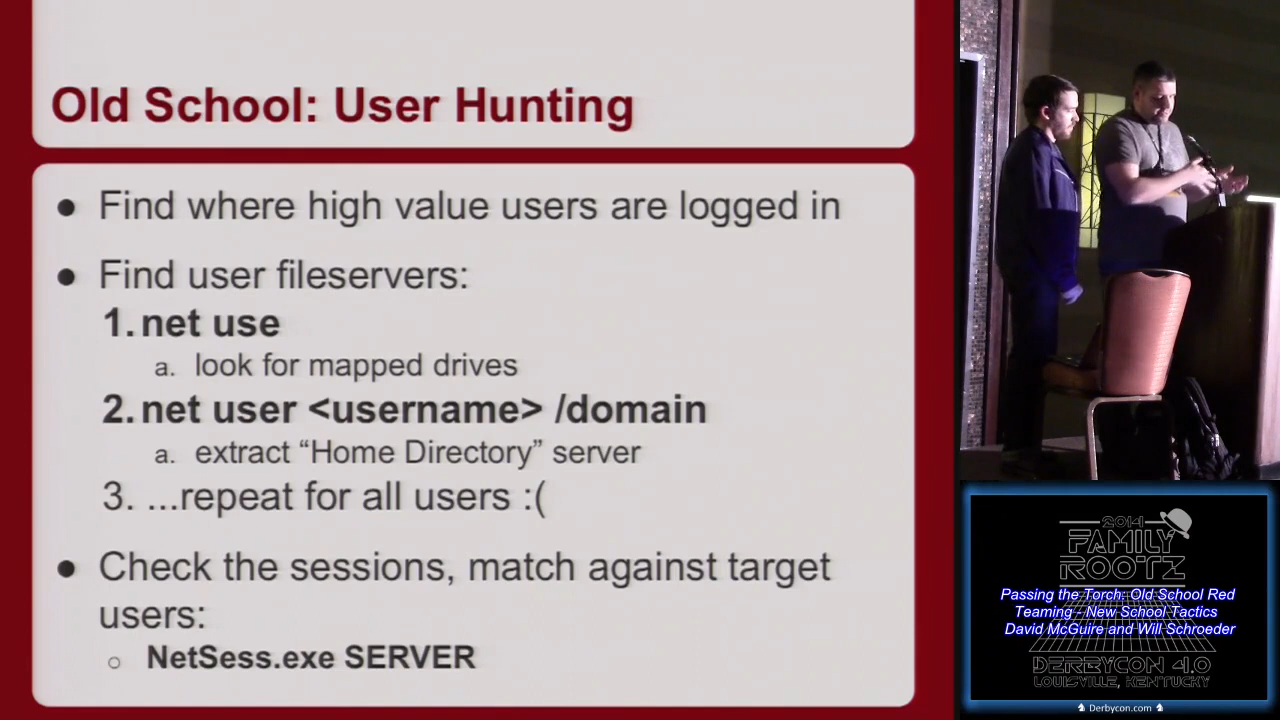 Old School: User Hunting
● Find where high value users are logged in
● Find user fileservers:
1. net use
a. look for mapped drives
2. net user <username> /domain
a. extract “Home Directory” server
3. ...repeat for all users :(
● Check the sessions, match against target
users:
○ NetSess.exe SERVER
2014
FAMILY
ROOTZ
Passing the Torch: Old School Red
Teaming - New School Tactics
David McGuire and Will Schroeder
DERBYCON 4.0
LOUISVILLE, KENTUCKY
Derbycon.com